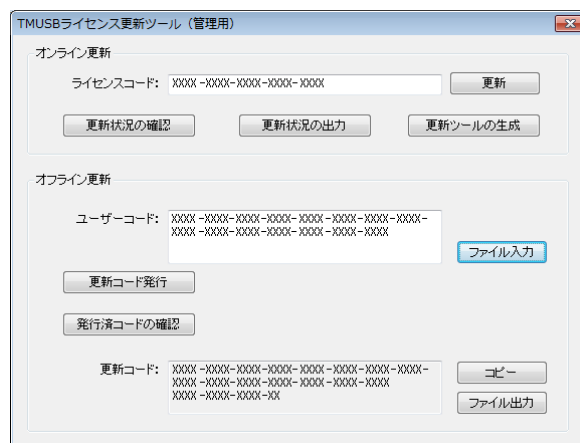 TMUSBライセンス更新ツール（管理用）
オンライン更新
ライセンスコード: XXXX-XXXX-XXXX-XXXX-XXXX 更新
更新状況の確認 更新状況の出力 更新ツールの生成
オフライン更新
ユーザーコード: XXXX-XXXX-XXXX-XXXX-XXXX-XXXX-XXXX-XXXX-
XXXX-XXXX-XXXX-XXXX-XXXX-XXXX-XXXX
ファイル入力
更新コード発行
発行済コードの確認
更新コード: XXXX-XXXX-XXXX-XXXX-XXXX-XXXX-XXXX-XXXX- コピー
XXXX-XXXX-XXXX-XXXX-XXXX-XXXX-XXXX
XXXX-XXXX-XXXX-XX
ファイル出力